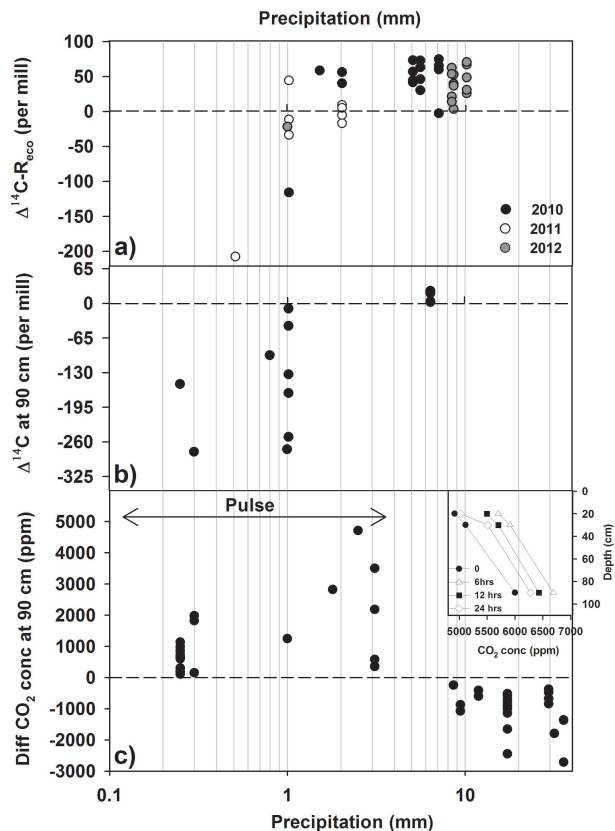 Precipitation (mm)
100
50
0
-50
-100
-150
-200
Δ¹⁴C-R_eco (per mill)
2010
2011
2012
a)
65
0
-65
-130
-195
-260
-325
Δ¹⁴C at 90 cm (per mill)
b)
5000
4000
3000
2000
1000
0
-1000
-2000
-3000
Diff CO₂ conc at 90 cm (ppm)
Pulse
0
20
40
60
80
100
Depth (cm)
0
6hrs
12 hrs
24 hrs
5000 5500 6000 6500 7000
CO₂ conc (ppm)
c)
0.1 1 10
Precipitation (mm)